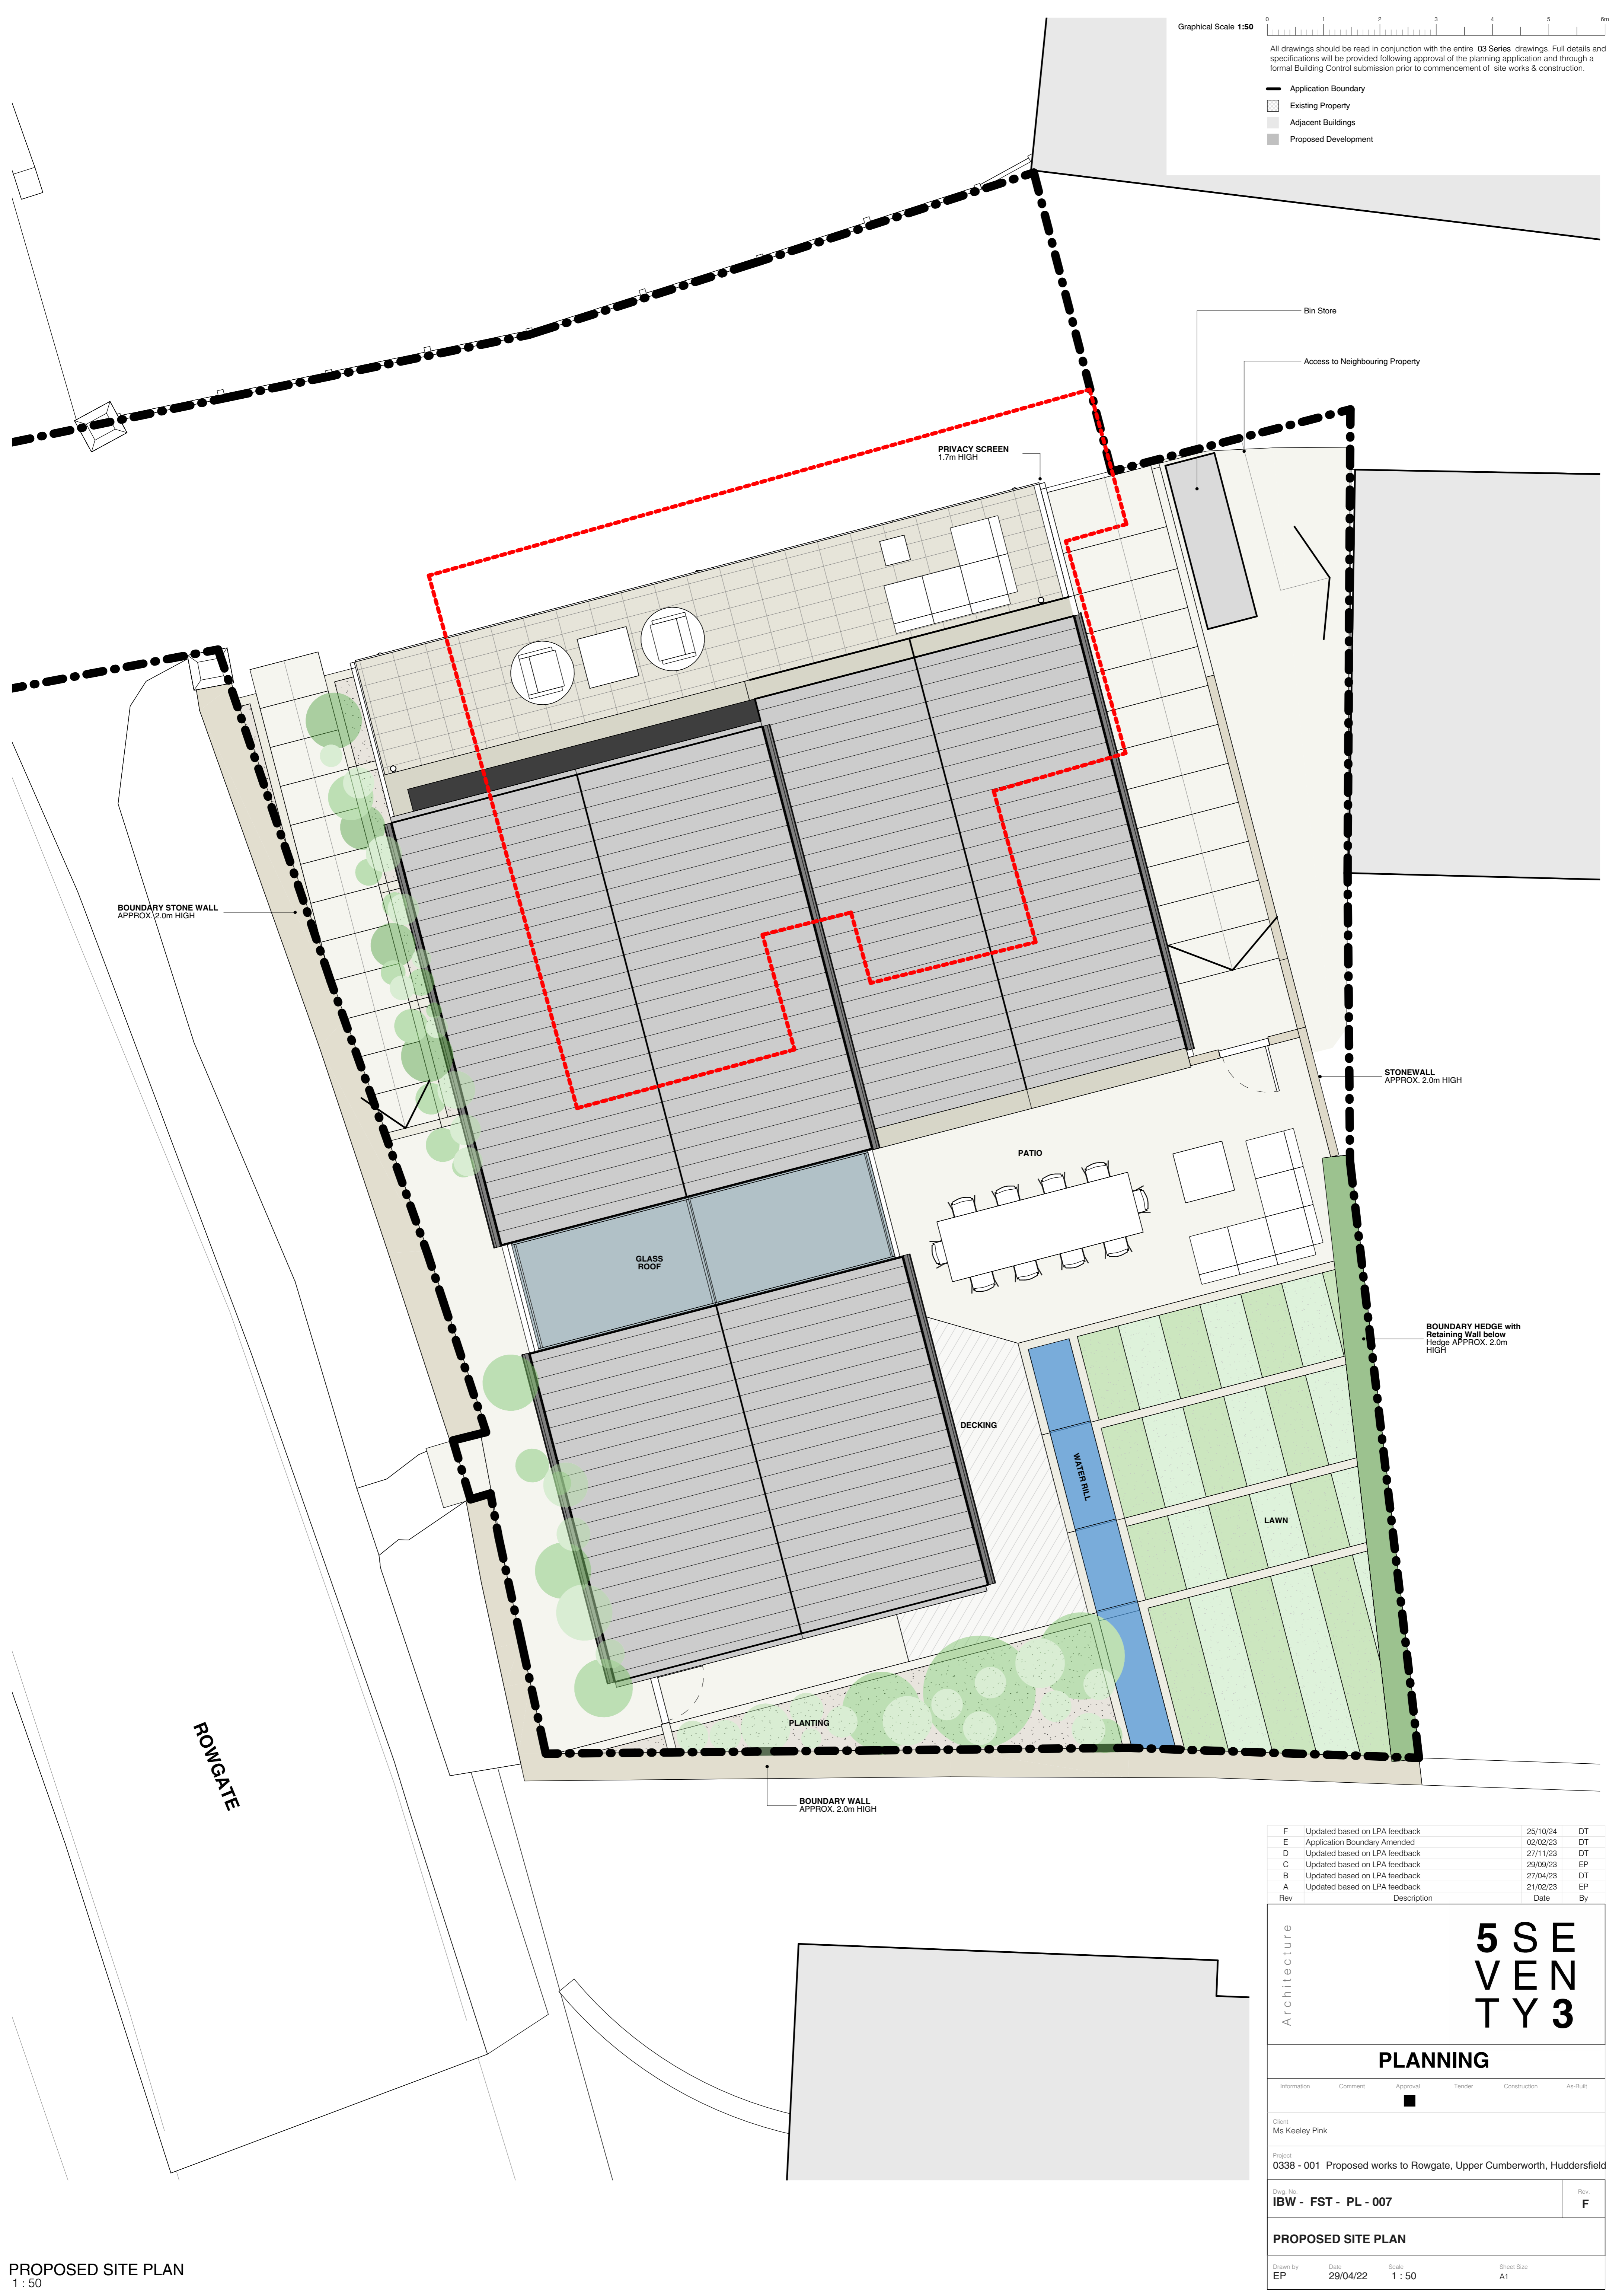 Graphical Scale 1:50
0 1 2 3 4 5 6m
All drawings should be read in conjunction with the entire 03 Series drawings. Full details and
specifications will be provided following approval of the planning application and through a
formal Building Control submission prior to commencement of site works & construction.
Application Boundary
Existing Property
Adjacent Buildings
Proposed Development
Bin Store
Access to Neighbouring Property
PRIVACY SCREEN
1.7m HIGH
BOUNDARY STONE WALL
APPROX. 2.0m HIGH
STONEWALL
APPROX. 2.0m HIGH
PATIO
GLASS
ROOF
BOUNDARY HEDGE with
Retaining Wall below
Hedge APPROX. 2.0m
HIGH
DECKING
WATER RILL
LAWN
PLANTING
ROWGATE
BOUNDARY WALL
APPROX. 2.0m HIGH
F Updated based on LPA feedback 25/10/24 DT
E Application Boundary Amended 02/02/23 DT
D Updated based on LPA feedback 27/11/23 DT
C Updated based on LPA feedback 29/09/23 EP
B Updated based on LPA feedback 27/04/23 DT
A Updated based on LPA feedback 21/02/23 EP
Rev Description Date By
Architecture
5 S E
V E N
T Y 3
PLANNING
Information Comment Approval Tender Construction As-Built
Client
Ms Keeley Pink
Project
0338 - 001 Proposed works to Rowgate, Upper Cumberworth, Huddersfield
Dwg. No. Rev.
IBW - FST - PL - 007 F
PROPOSED SITE PLAN
Drawn by Date Scale Sheet Size
EP 29/04/22 1 : 50 A1
PROPOSED SITE PLAN
1 : 50